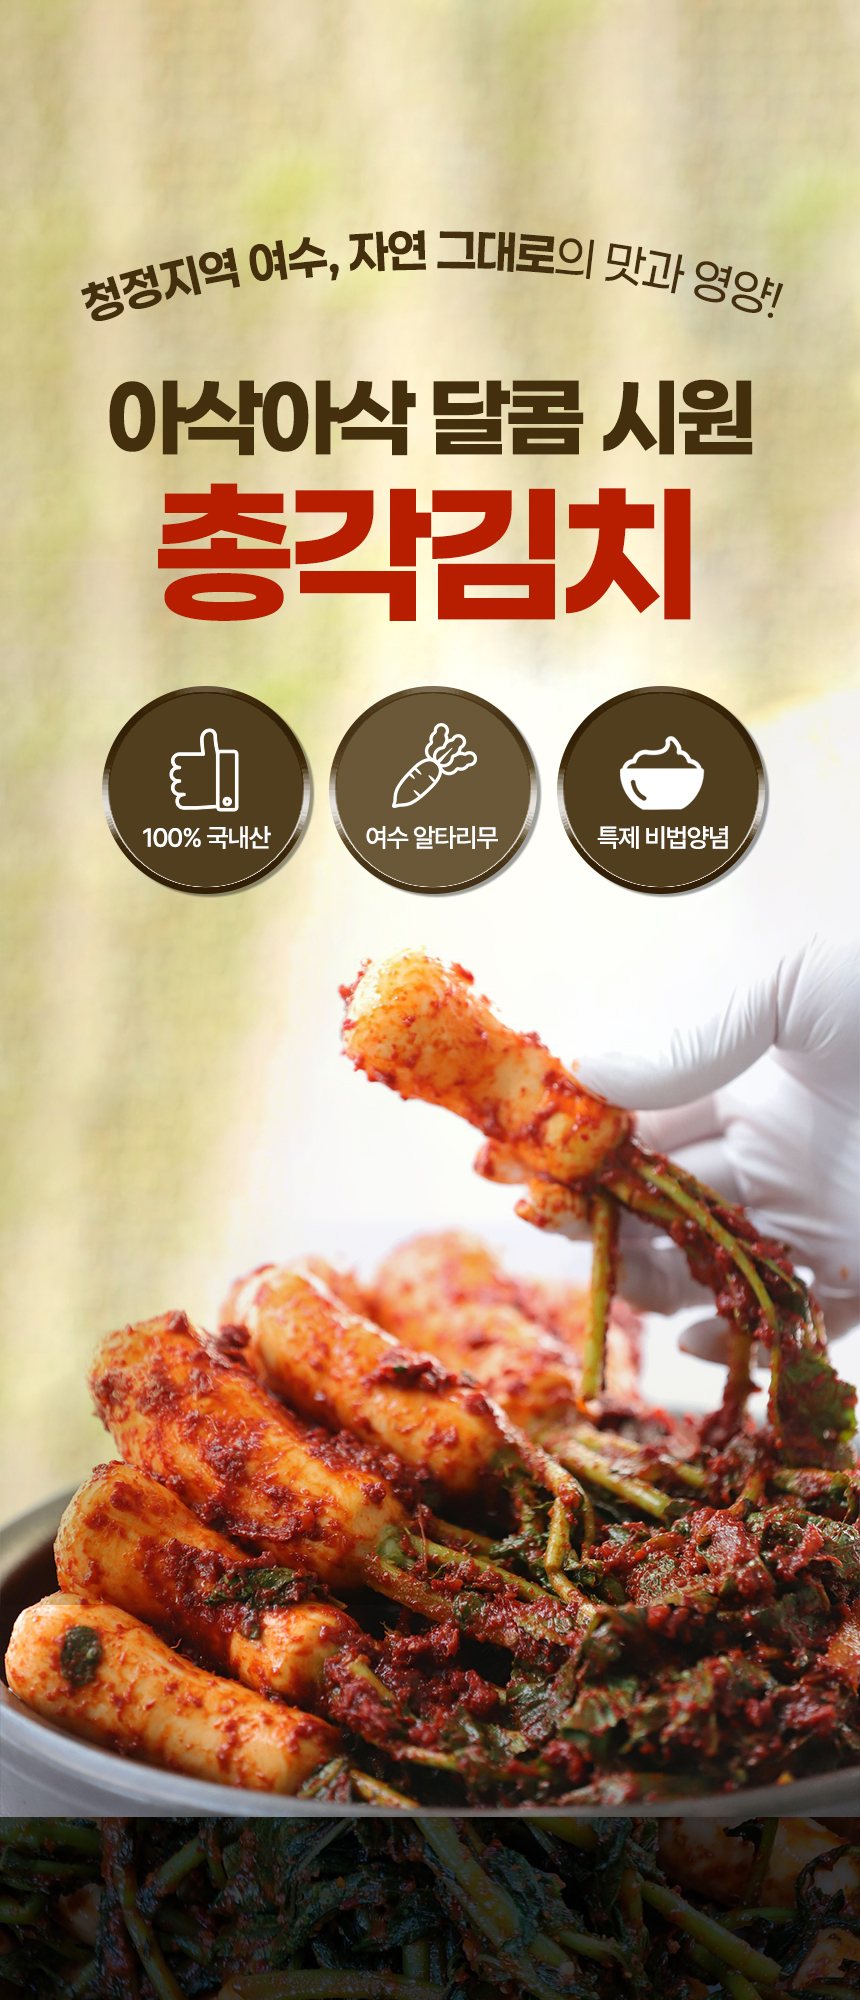 청정지역 여수, 자연 그대로의 맛과 영양!
아삭아삭 달콤 시원
총각김치
100% 국내산
여수 알타리무
특제 비법양념